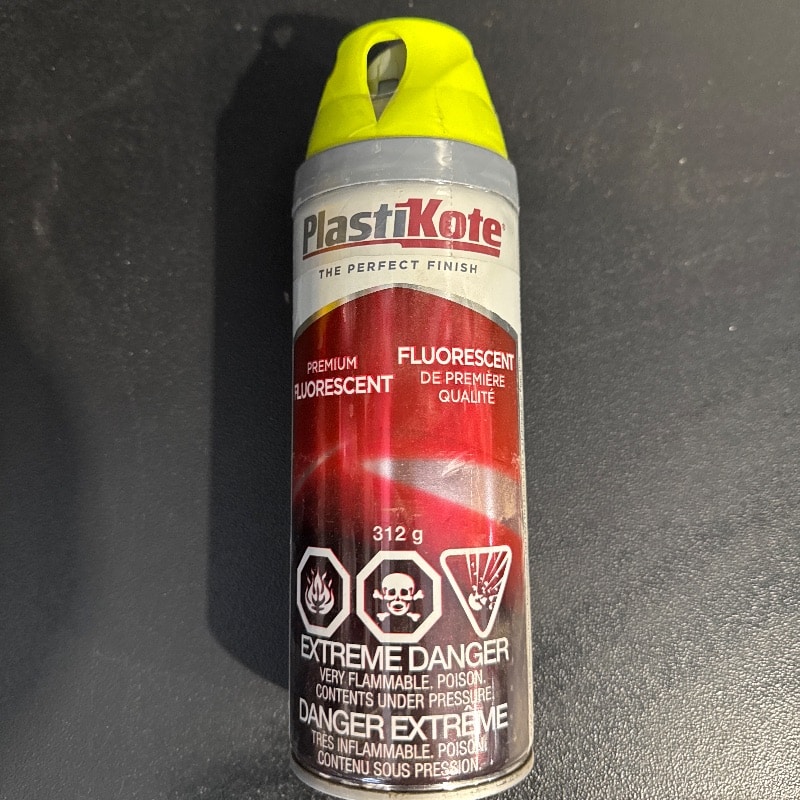 PlastiKote
THE PERFECT FINISH
PREMIUM
FLUORESCENT
FLUORESCENT
DE PREMIÈRE
QUALITÉ
312 g
EXTREME DANGER
VERY FLAMMABLE. POISON.
CONTENTS UNDER PRESSURE.
DANGER EXTRÊME
TRÈS INFLAMMABLE. POISON.
CONTENU SOUS PRESSION.